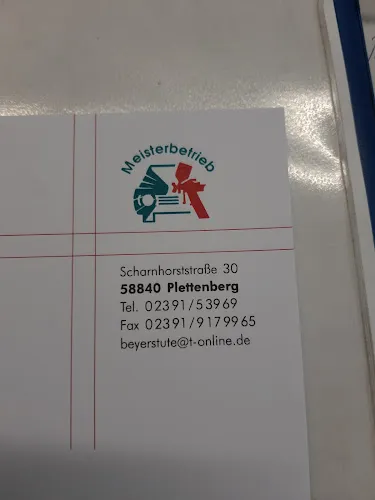 Meisterbetrieb
Scharnhorststraße 30
58840 Plettenberg
Tel. 02391/53969
Fax 02391/9179965
beyerstute@t-online.de